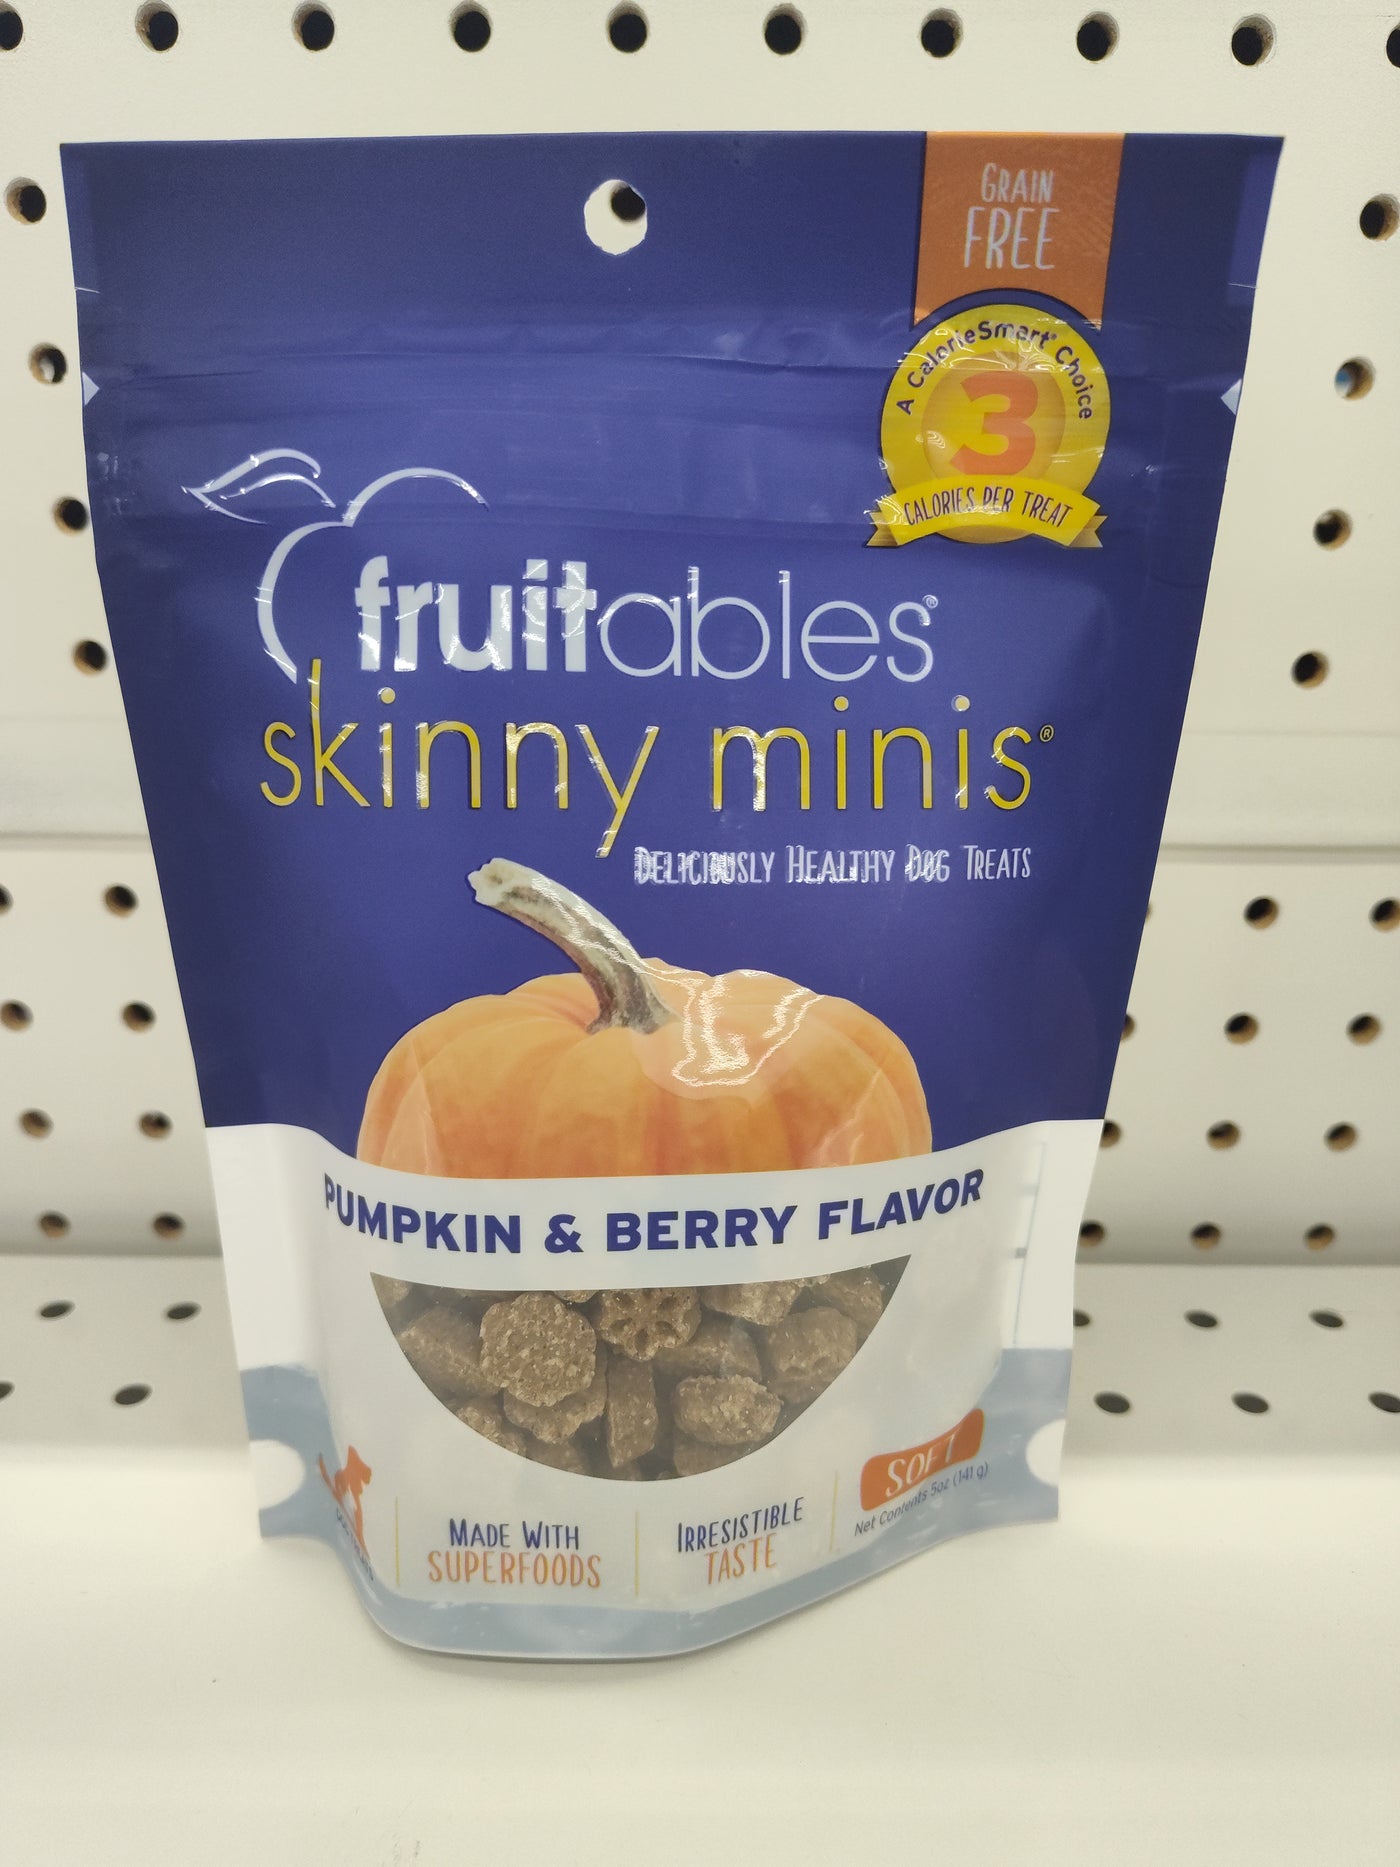 GRAIN
FREE
A CalorieSmart® Choice
3
CALORIES PER TREAT
fruitables®
skinny minis®
DELICIOUSLY HEALTHY DOG TREATS
PUMPKIN & BERRY FLAVOR
MADE WITH
SUPERFOODS
IRRESISTIBLE
TASTE
SOFT
Net Contents 5oz (141 g)